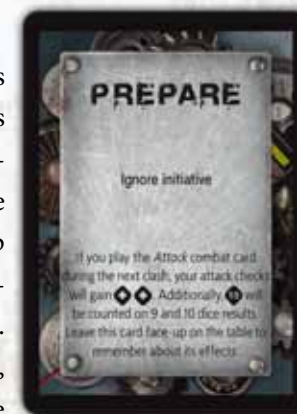 PREPARE
Ignore initiative
If you play the Attack combat card
during the next clash, your attack checks
will gain. Additionally, 10 will
be counted on 9 and 10 dice results.
Leave this card face-up on the table to
remember about its effects